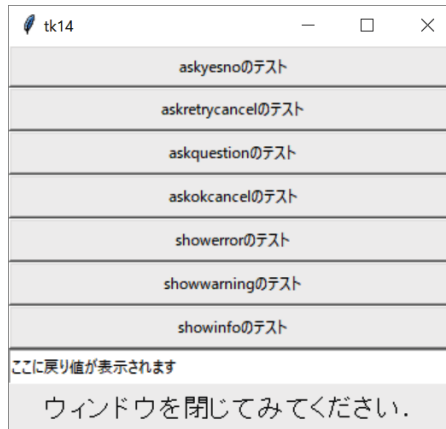 tk14
askyesnoのテスト
askretrycancelのテスト
askquestionのテスト
askokcancelのテスト
showerrorのテスト
showwarningのテスト
showinfoのテスト
ここに戻り値が表示されます
ウィンドウを閉じてみてください.